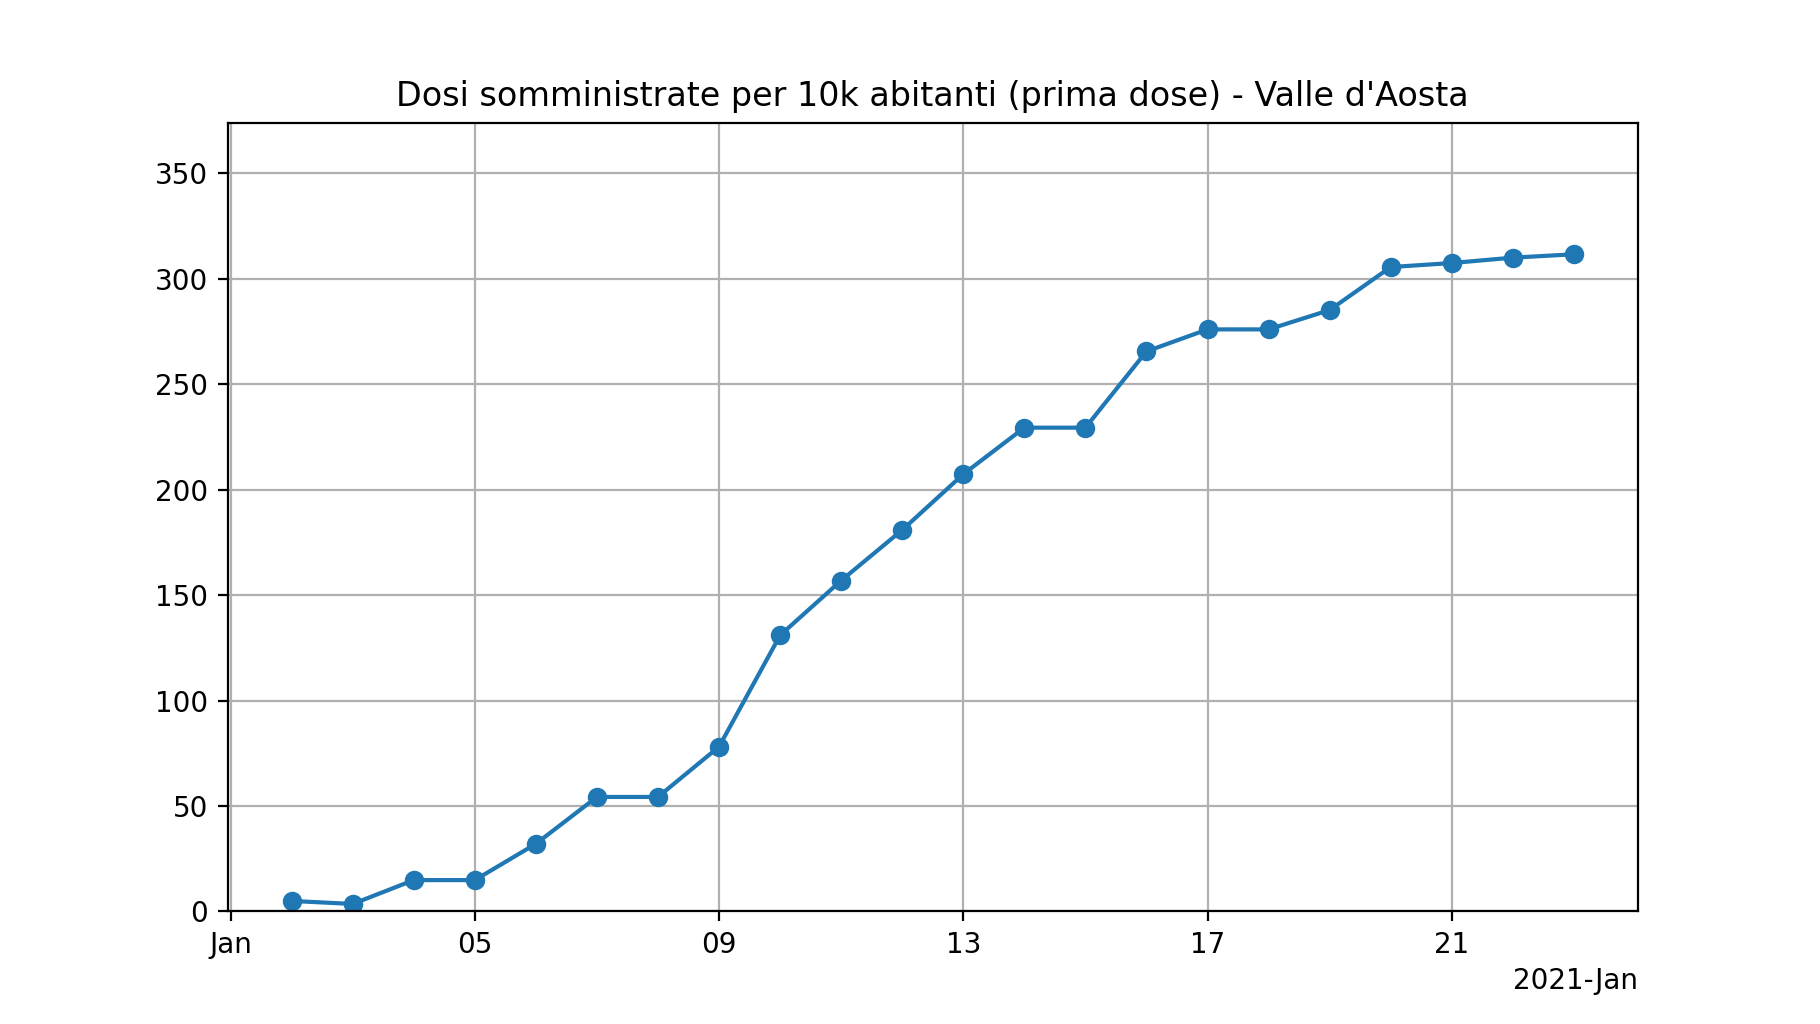 Dosi somministrate per 10k abitanti (prima dose) - Valle d'Aosta
350
300
250
200
150
100
50
0
Jan 05 09 13 17 21
2021-Jan